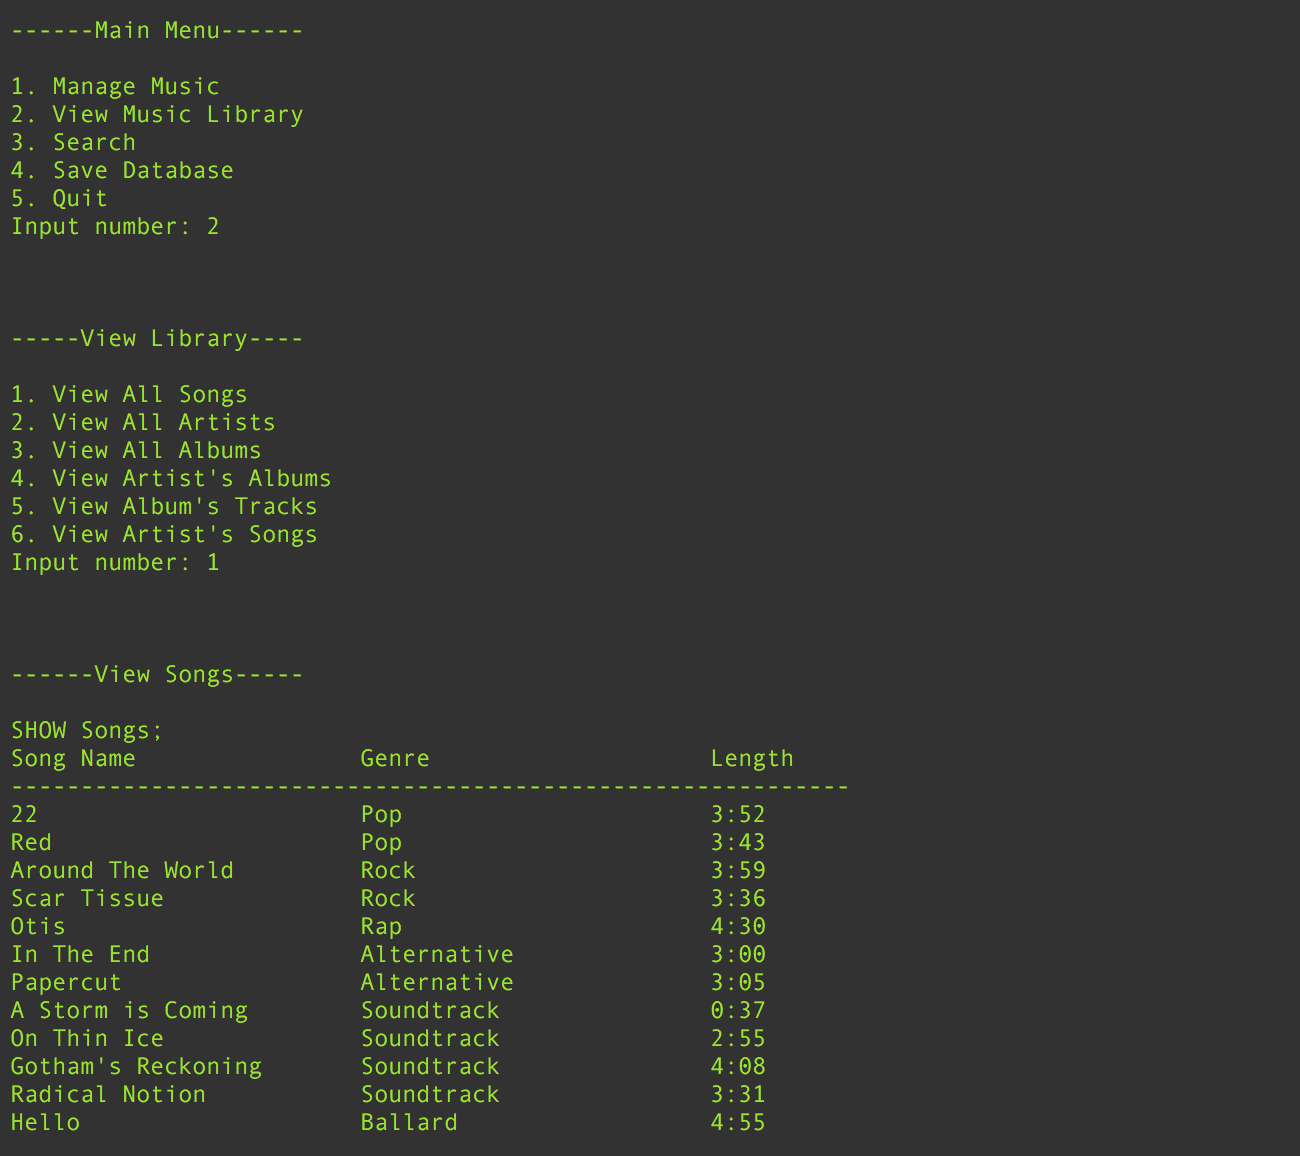 ------Main Menu------
1. Manage Music
2. View Music Library
3. Search
4. Save Database
5. Quit
Input number: 2
-----View Library----
1. View All Songs
2. View All Artists
3. View All Albums
4. View Artist's Albums
5. View Album's Tracks
6. View Artist's Songs
Input number: 1
------View Songs-----
SHOW Songs;
Song Name                Genre                    Length
------------------------------------------------------------
22                       Pop                      3:52
Red                      Pop                      3:43
Around The World         Rock                     3:59
Scar Tissue              Rock                     3:36
Otis                     Rap                      4:30
In The End               Alternative              3:00
Papercut                 Alternative              3:05
A Storm is Coming        Soundtrack               0:37
On Thin Ice              Soundtrack               2:55
Gotham's Reckoning       Soundtrack               4:08
Radical Notion           Soundtrack               3:31
Hello                    Ballard                  4:55